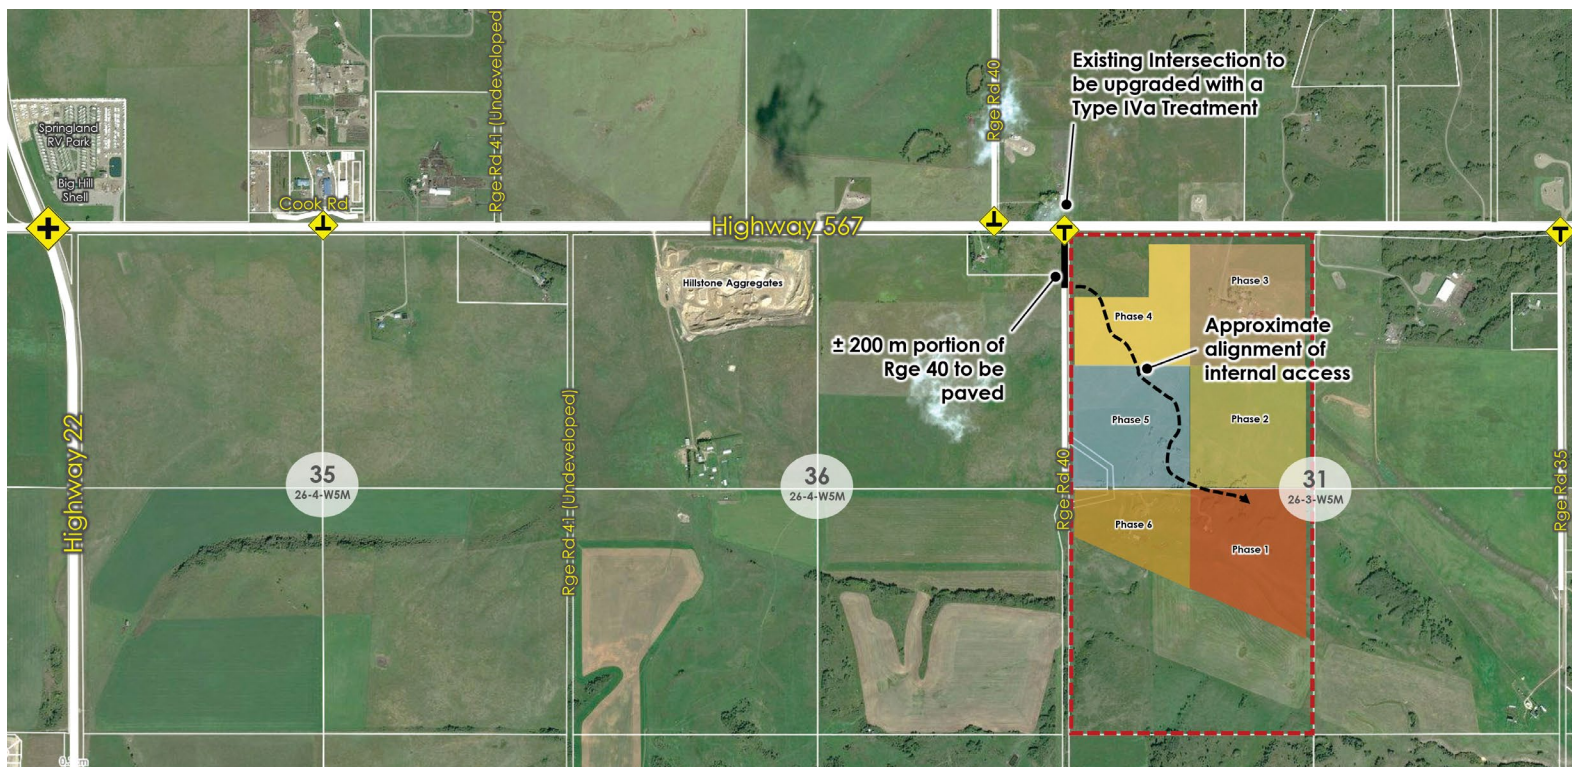 Existing Intersection to
be upgraded with a
Type IVa Treatment
Rge Rd 41 (Undeveloped
Rge Rd 40
Springland
RV Park
Big Hill
Shell
Cook Rd
Highway 567
Hillstone Aggregates
Phase 3
Phase 4
± 200 m portion of
Rge 40 to be
paved
Approximate
alignment of
internal access
Phase 5
Phase 2
Highway 22
35
26-4-W5M
Rge Rd 41 (Undeveloped)
36
26-4-W5M
Rge Rd 40
31
26-3-W5M
Rge Rd 35
Phase 6
Phase 1